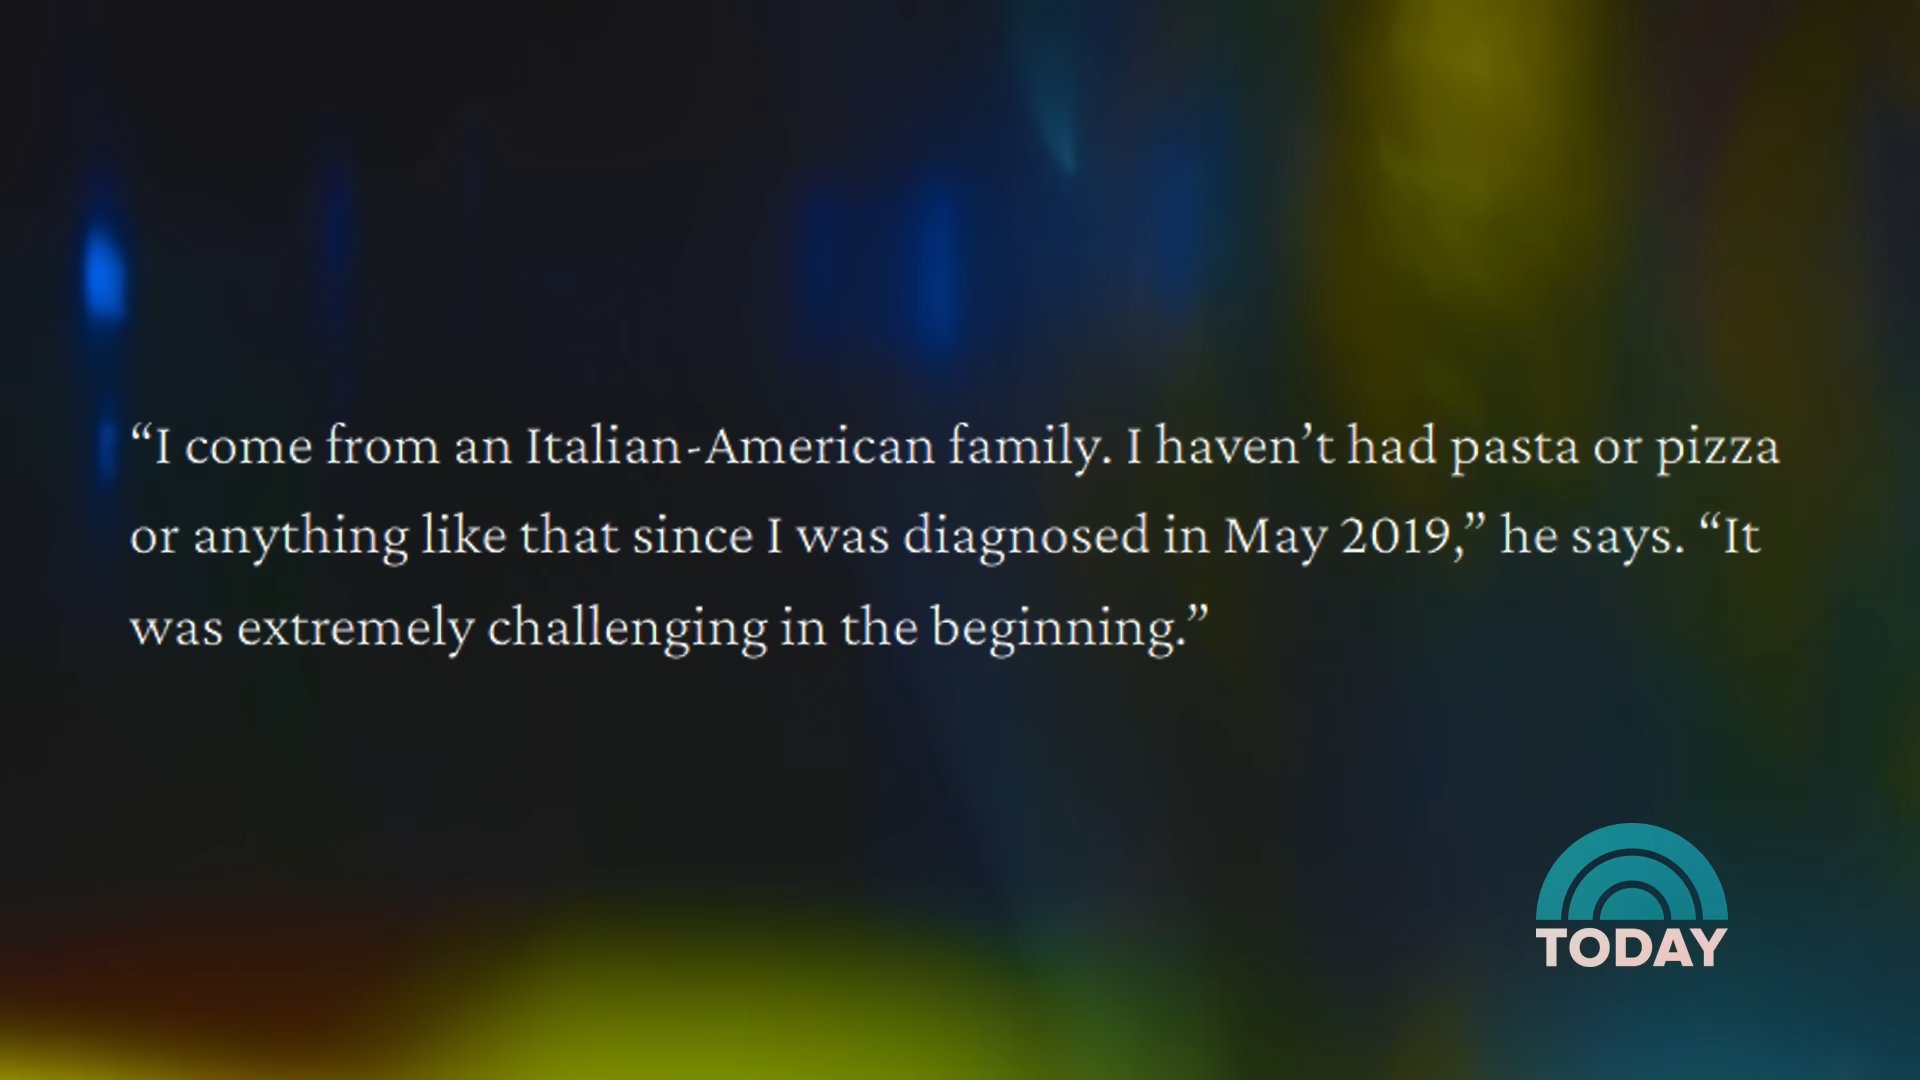 “I come from an Italian-American family. I haven’t had pasta or pizza
or anything like that since I was diagnosed in May 2019,” he says. “It
was extremely challenging in the beginning.”
TODAY